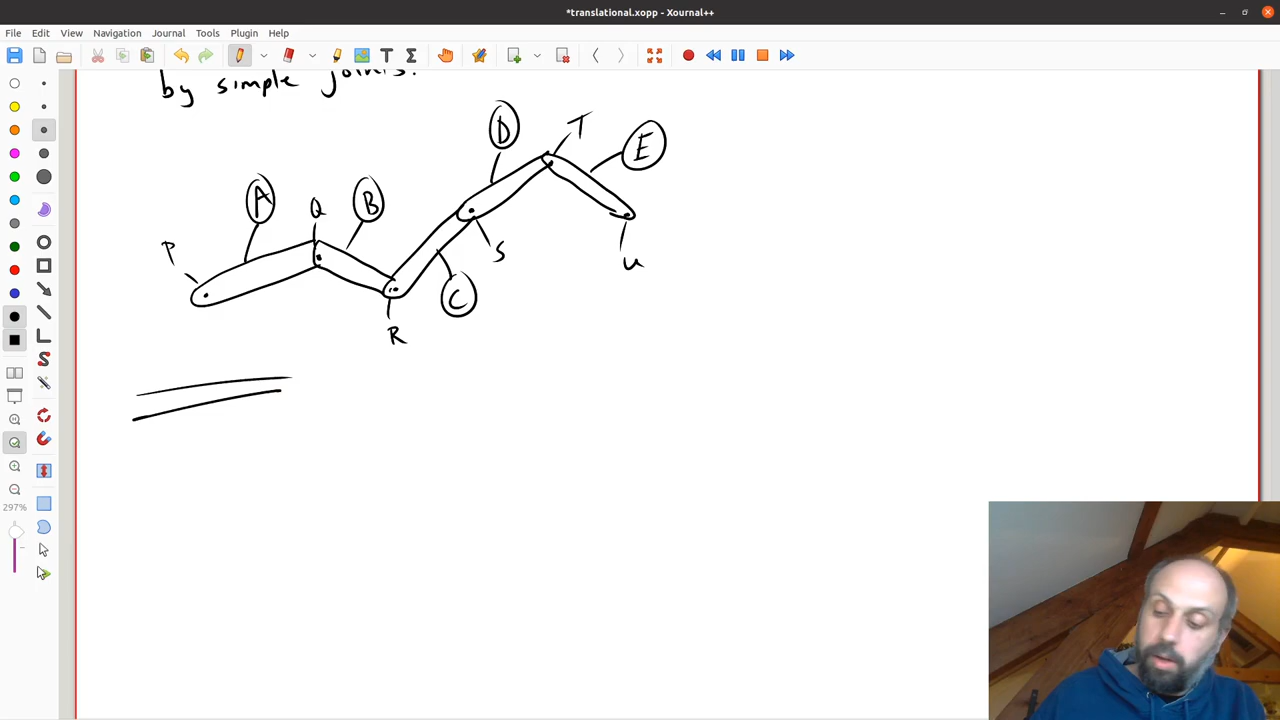 *translational.xopp - Xournal++
File Edit View Navigation Journal Tools Plugin Help
by simple joints.
D T E
A Q B
P
S
U
C
R
297%